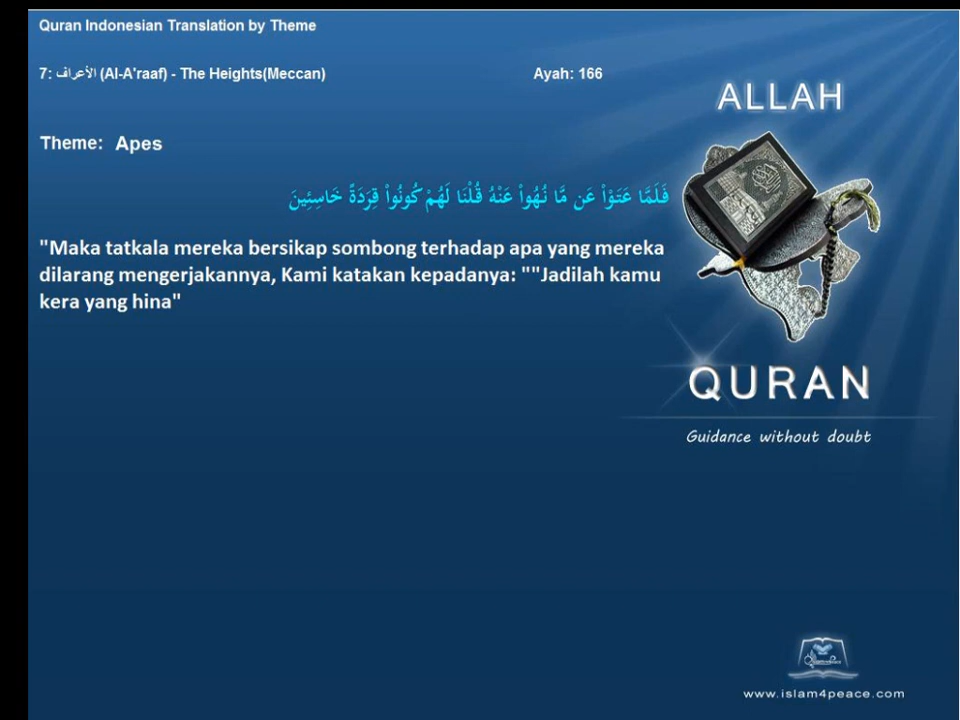 Quran Indonesian Translation by Theme
7: الأعراف (Al-A'raaf) - The Heights(Meccan) Ayah: 166
ALLAH
Theme: Apes
فَلَمَّا عَتَوْاْ عَن مَّا نُهُواْ عَنْهُ قُلْنَا لَهُمْ كُونُواْ قِرَدَةً خَاسِئِينَ
"Maka tatkala mereka bersikap sombong terhadap apa yang mereka
dilarang mengerjakannya, Kami katakan kepadanya: ""Jadilah kamu
kera yang hina"
QURAN
Guidance without doubt
www.islam4peace.com